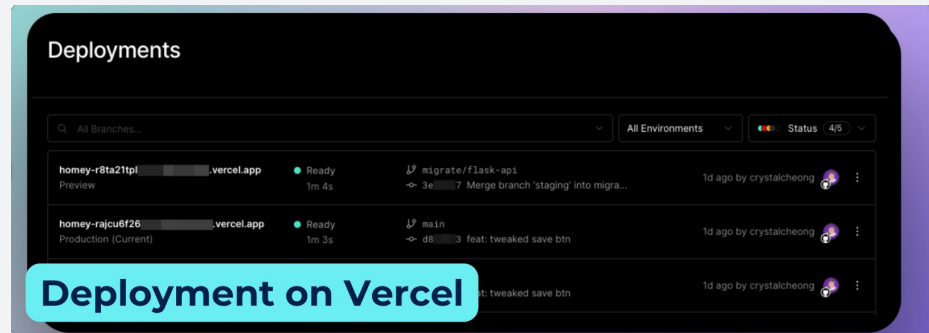 Deployments
All Branches...
All Environments
Status 4/5
homey-r8ta21tpl .vercel.app
Ready
migrate/flask-api
Preview
1m 4s
3e 7 Merge branch 'staging' into migra...
1d ago by crystalcheong
homey-rajcu6f26 .vercel.app
Ready
main
Production (Current)
1m 3s
d8 3 feat: tweaked save btn
1d ago by crystalcheong
Deployment on Vercel
tweaked save btn
1d ago by crystalcheong